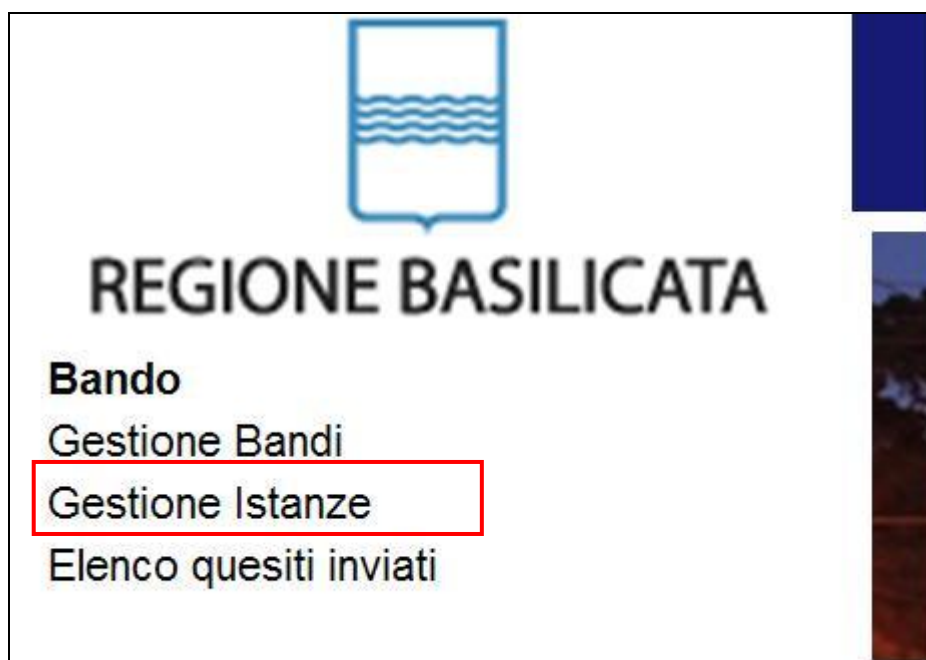 REGIONE BASILICATA
Bando
Gestione Bandi
Gestione Istanze
Elenco quesiti inviati